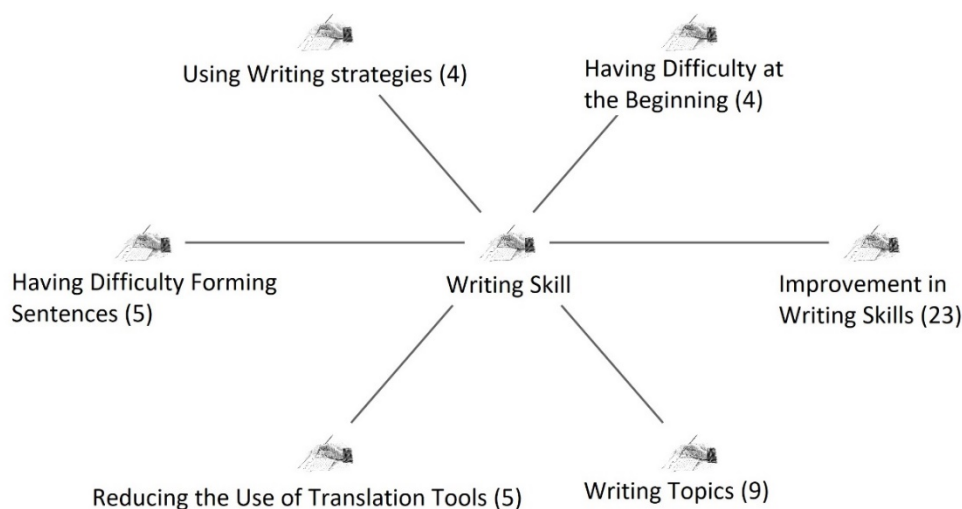 Using Writing strategies (4)
Having Difficulty at
the Beginning (4)
Having Difficulty Forming
Sentences (5)
Writing Skill
Improvement in
Writing Skills (23)
Reducing the Use of Translation Tools (5)
Writing Topics (9)